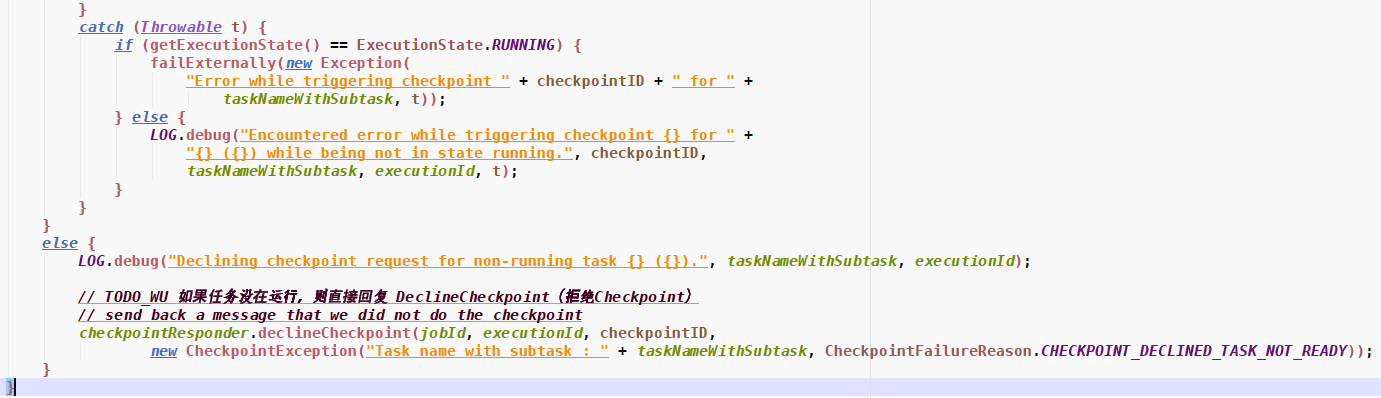 }
catch (Throwable t) {
if (getExecutionState() == ExecutionState.RUNNING) {
failExternally(new Exception(
"Error while triggering checkpoint " + checkpointID + " for " +
taskNameWithSubtask, t));
} else {
LOG.debug("Encountered error while triggering checkpoint {} for " +
"{} ({}) while being not in state running.", checkpointID,
taskNameWithSubtask, executionId, t);
}
}
}
else {
LOG.debug("Declining checkpoint request for non-running task {} ({}).", taskNameWithSubtask, executionId);
// TODO_WU 如果任务没在运行，则直接回复 DeclineCheckpoint（拒绝Checkpoint）
// send back a message that we did not do the checkpoint
checkpointResponder.declineCheckpoint(jobId, executionId, checkpointID,
new CheckpointException("Task name with subtask : " + taskNameWithSubtask, CheckpointFailureReason.CHECKPOINT_DECLINED_TASK_NOT_READY));
}
}